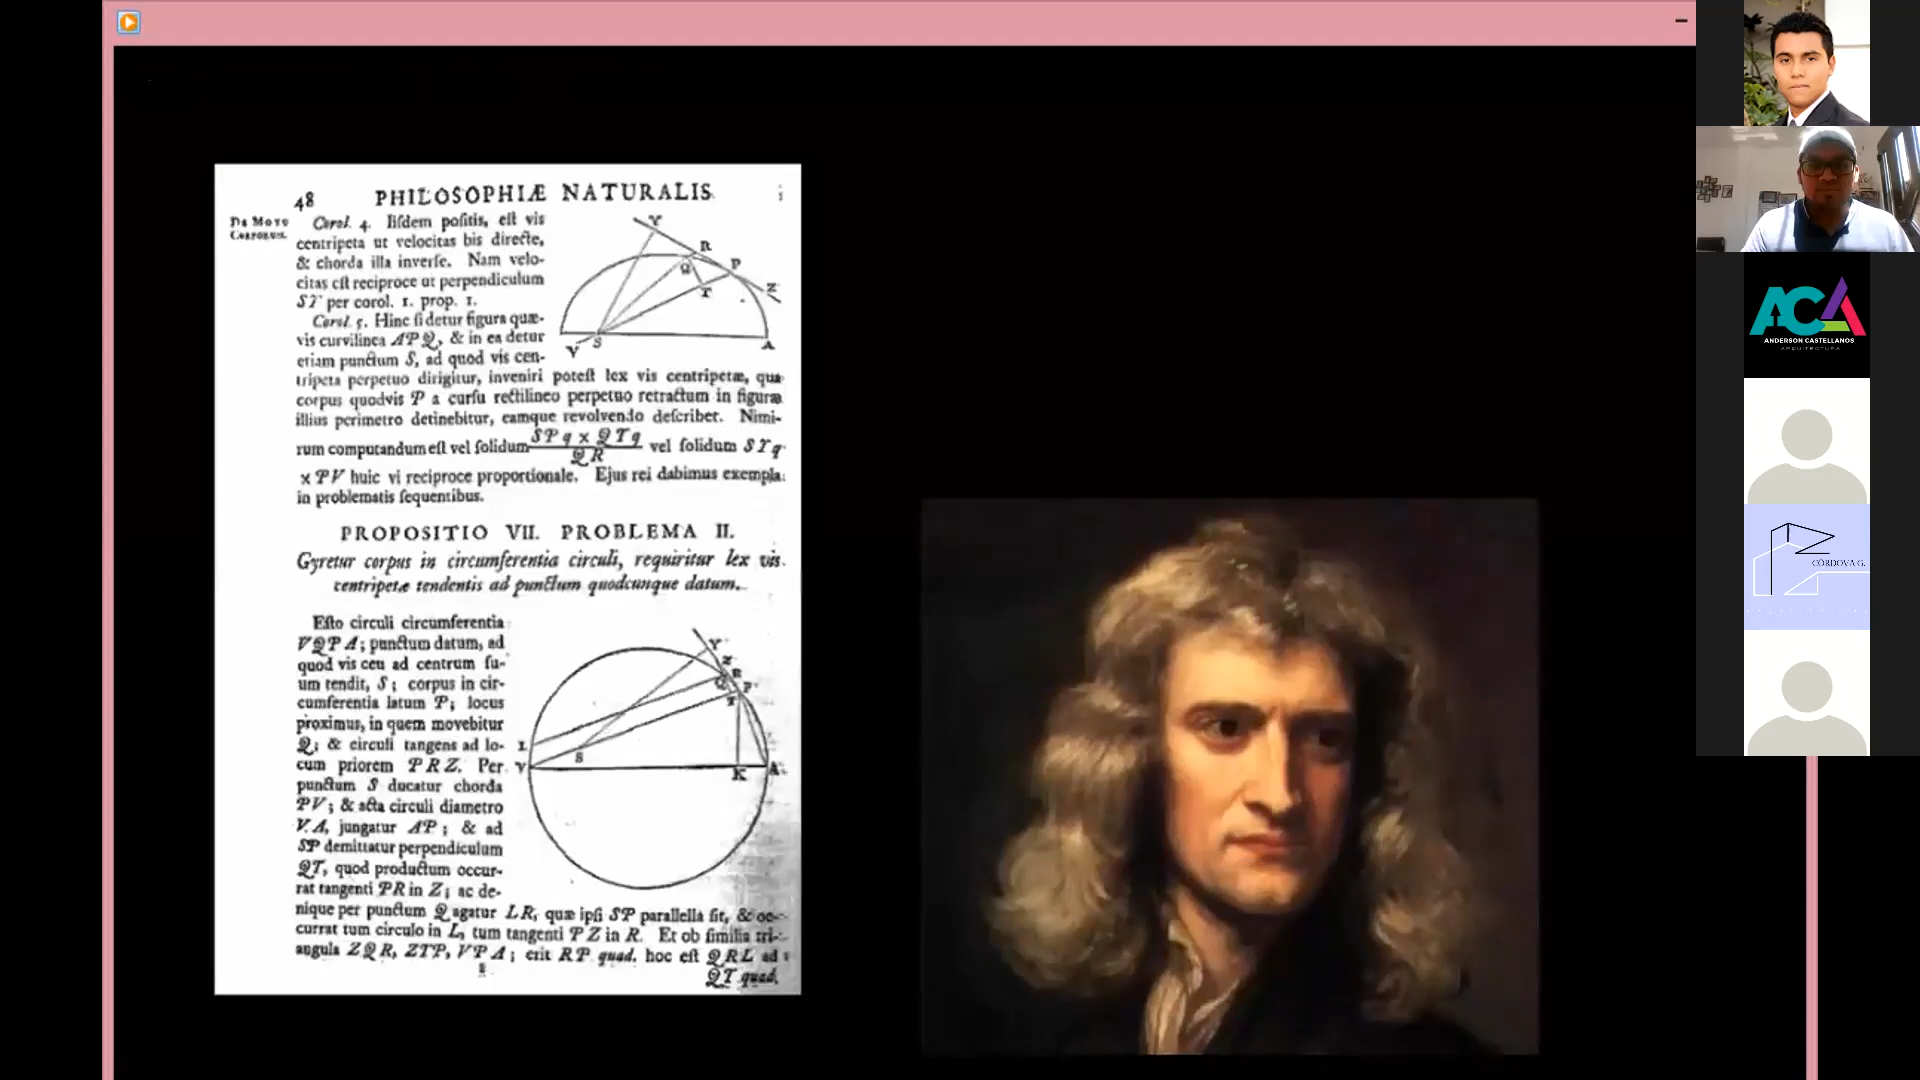 48 PHILOSOPHIÆ NATURALIS
De Motu
Corporum.
Corol. 4. Iiſdem poſitis, eſt vis
centripeta ut velocitas bis directe,
& chorda illa inverſe. Nam velo-
citas eſt reciproce ut perpendiculum
SY per corol. 1. prop. 1.
Corol. 5. Hinc ſi detur figura quæ-
vis curvilinea APQ, & in ea detur
etiam punctum S, ad quod vis cen-
tripeta perpetuo dirigitur, inveniri poteſt lex vis centripetæ, qua
corpus quodvis P a curſu rectilineo perpetuo retractum in figuræ
illius perimetro detinebitur, eamque revolvendo deſcribet. Nimi-
rum computandum eſt vel ſolidum SPq x QTq / QR vel ſolidum SYq
x PV huic vi reciproce proportionale. Ejus rei dabimus exempla
in problematis ſequentibus.
Y
R
Q
P
T
Z
S
V
A
PROPOSITIO VII. PROBLEMA II.
Gyretur corpus in circumferentia circuli, requiritur lex vis
centripetæ tendentis ad punctum quodcunque datum.
Eſto circuli circumferentia
VQPA; punctum datum, ad
quod vis ceu ad centrum ſu-
um tendit, S; corpus in cir-
cumferentia latum P; locus
proximus, in quem movebitur
Q; & circuli tangens ad lo-
cum priorem PRZ. Per
punctum S ducatur chorda
PV; & acta circuli diametro
VA, jungatur AP; & ad
SP demittatur perpendiculum
QT, quod productum occur-
rat tangenti PR in Z; ac de-
nique per punctum Q agatur LR, quæ ipſi SP parallela ſit, & oc-
currat tum circulo in L, tum tangenti PZ in R. Et ob ſimilia tri-
angula ZQR, ZTP, VPA; erit RP quad. hoc eſt QRL ad
QT quad.
Y
Z
R
Q
P
T
L
S
V
K
A
ACA
ANDERSON CASTELLANOS
ARQUITECTURA
CÓRDOVA G.